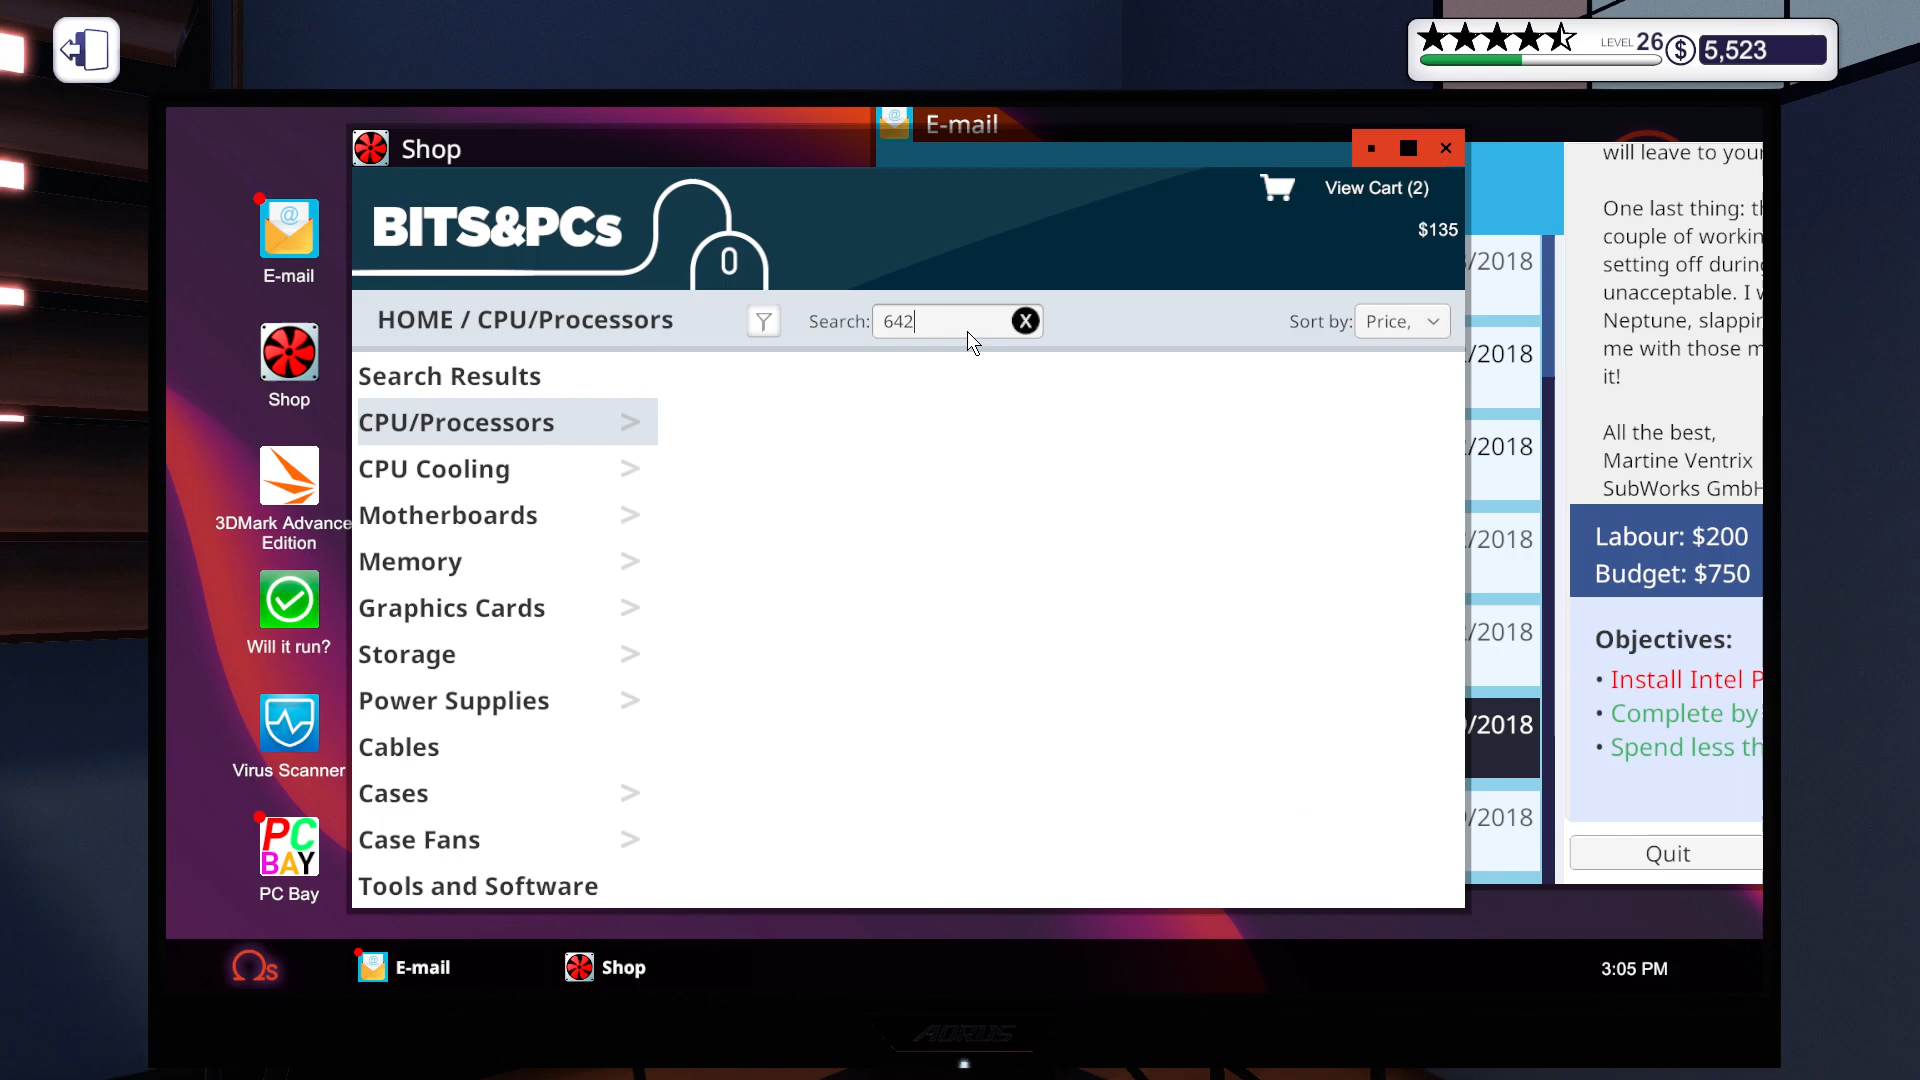 LEVEL 26 $ 5,523
E-mail
Shop
BITS&PCs
View Cart (2)
$135
HOME / CPU/Processors
Search: 642
X
Sort by: Price,
Search Results
CPU/Processors >
CPU Cooling >
Motherboards >
Memory >
Graphics Cards >
Storage >
Power Supplies >
Cables
Cases >
Case Fans >
Tools and Software
E-mail
Shop
3DMark Advance
Edition
Will it run?
Virus Scanner
PC
BAY
PC Bay
/2018
/2018
/2018
/2018
/2018
/2018
/2018
will leave to your
One last thing:
couple of workin
setting off during
unacceptable. I
Neptune, slappin
me with those
it!
All the best,
Martine Ventrix
SubWorks GmbH
Labour: $200
Budget: $750
Objectives:
• Install Intel P
• Complete by
• Spend less th
Quit
Ωs
E-mail
Shop
3:05 PM
AORUS